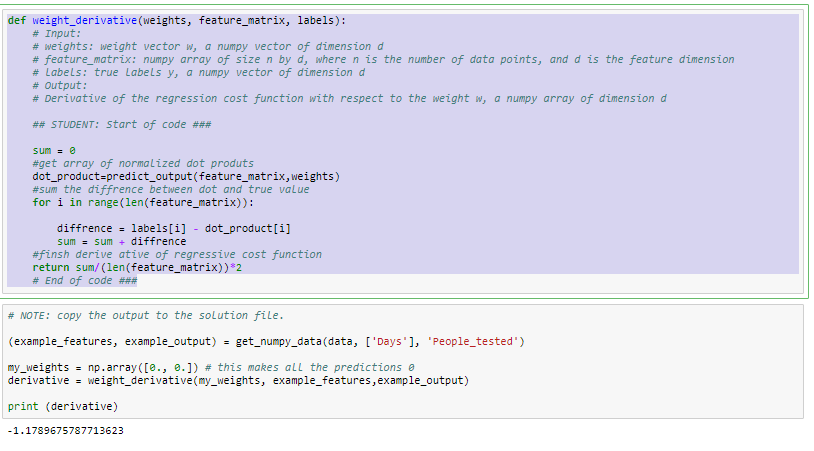 def weight_derivative(weights, feature_matrix, labels):
# Input:
# weights: weight vector w, a numpy vector of dimension d
# feature_matrix: numpy array of size n by d, where n is the number of data points, and d is the feature dimension
# labels: true labels y, a numpy vector of dimension d
# Output:
# Derivative of the regression cost function with respect to the weight w, a numpy array of dimension d
## STUDENT: Start of code ###
sum = 0
#get array of normalized dot produts
dot_product=predict_output(feature_matrix,weights)
#sum the diffrence between dot and true value
for i in range(len(feature_matrix)):
diffrence = labels[i] - dot_product[i]
sum = sum + diffrence
#finsh derive ative of regressive cost function
return sum/(len(feature_matrix))*2
# End of code ###
# NOTE: copy the output to the solution file.
(example_features, example_output) = get_numpy_data(data, ['Days'], 'People_tested')
my_weights = np.array([0., 0.]) # this makes all the predictions 0
derivative = weight_derivative(my_weights, example_features,example_output)
print (derivative)
-1.1789675787713623